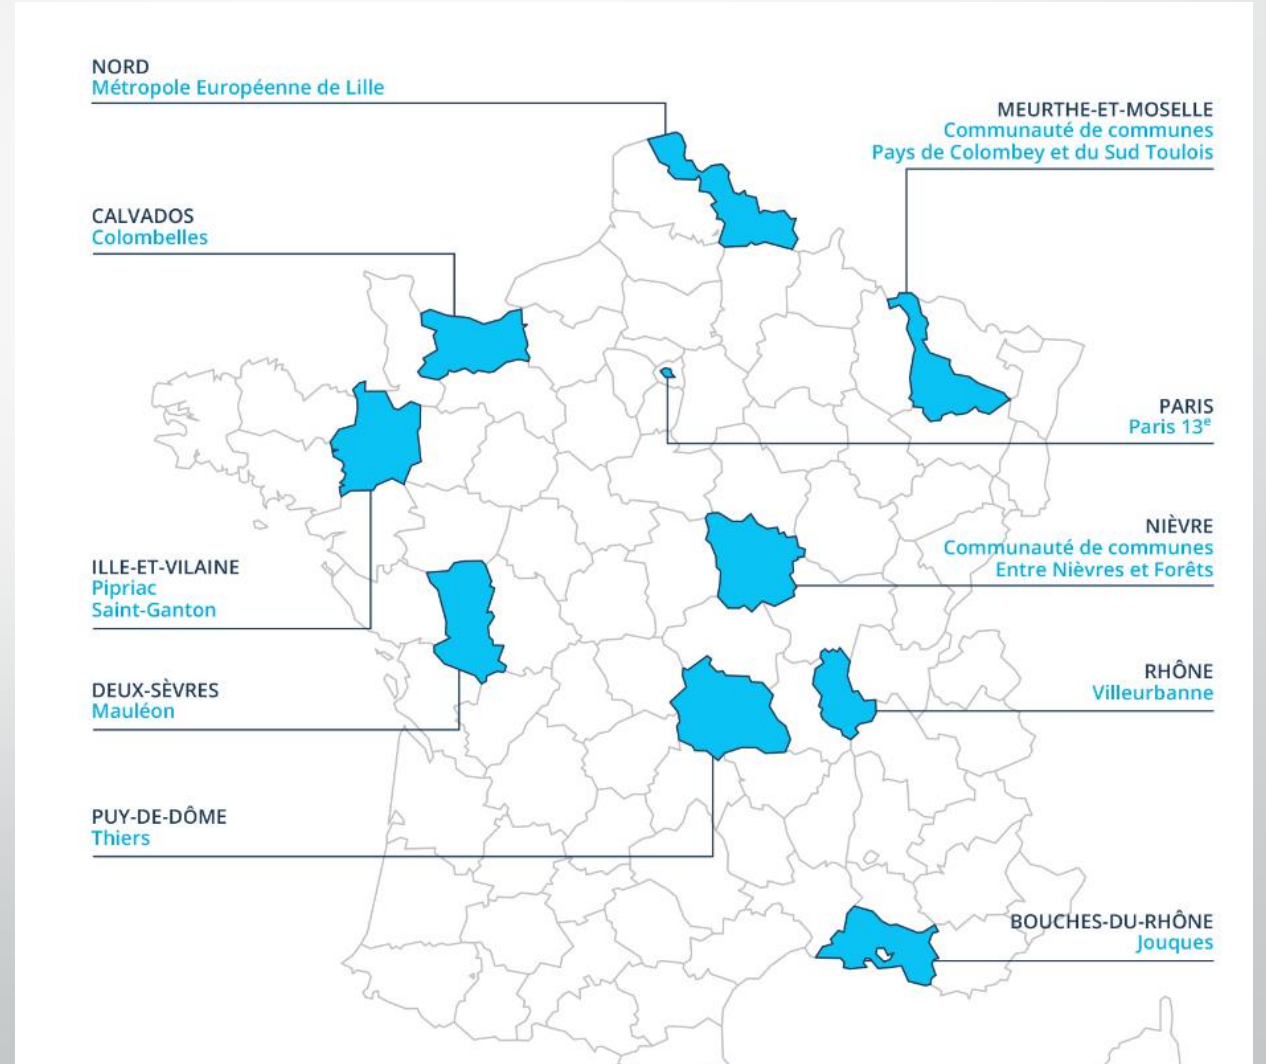 NORD
Métropole Européenne de Lille
MEURTHE-ET-MOSELLE
Communauté de communes
Pays de Colombey et du Sud Toulois
CALVADOS
Colombelles
PARIS
Paris 13e
NIÈVRE
Communauté de communes
Entre Nièvres et Forêts
ILLE-ET-VILAINE
Pipriac
Saint-Ganton
RHÔNE
Villeurbanne
DEUX-SÈVRES
Mauléon
PUY-DE-DÔME
Thiers
BOUCHES-DU-RHÔNE
Jouques